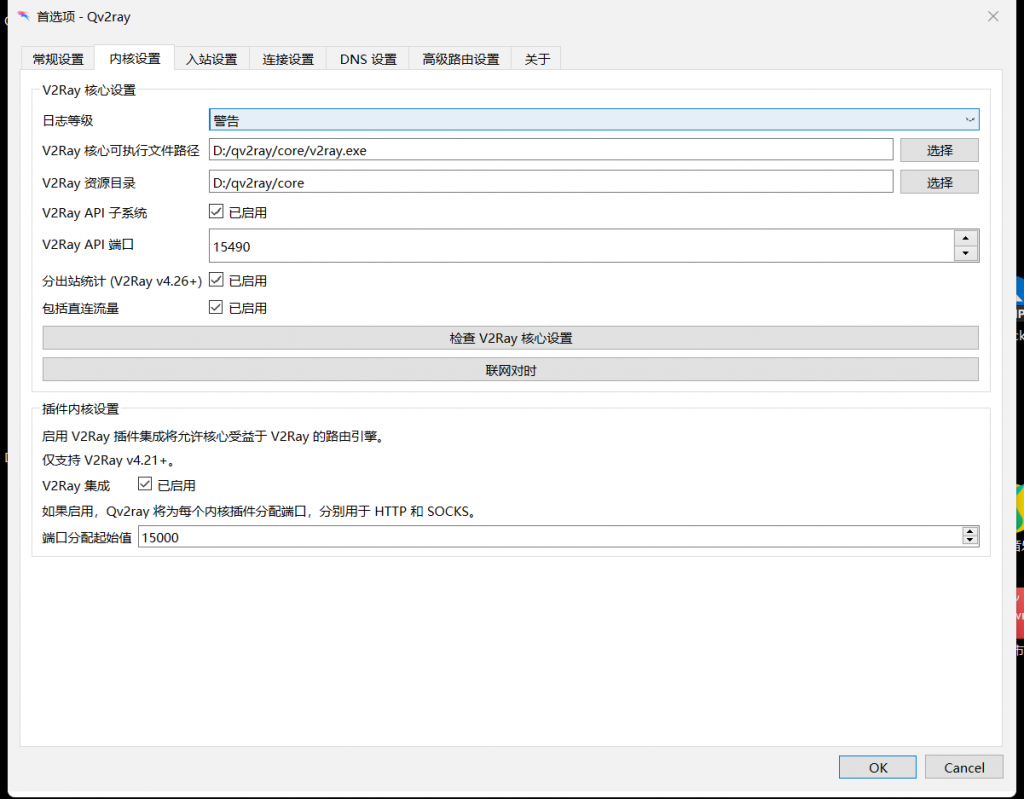 首选项 - Qv2ray
常规设置 内核设置 入站设置 连接设置 DNS 设置 高级路由设置 关于
V2Ray 核心设置
日志等级 警告
V2Ray 核心可执行文件路径 D:/qv2ray/core/v2ray.exe 选择
V2Ray 资源目录 D:/qv2ray/core 选择
V2Ray API 子系统 已启用
V2Ray API 端口 15490
分出站统计 (V2Ray v4.26+) 已启用
包括直连流量 已启用
检查 V2Ray 核心设置
联网对时
插件内核设置
启用 V2Ray 插件集成将允许核心受益于 V2Ray 的路由引擎。
仅支持 V2Ray v4.21+。
V2Ray 集成 已启用
如果启用，Qv2ray 将为每个内核插件分配端口，分别用于 HTTP 和 SOCKS。
端口分配起始值 15000
OK Cancel